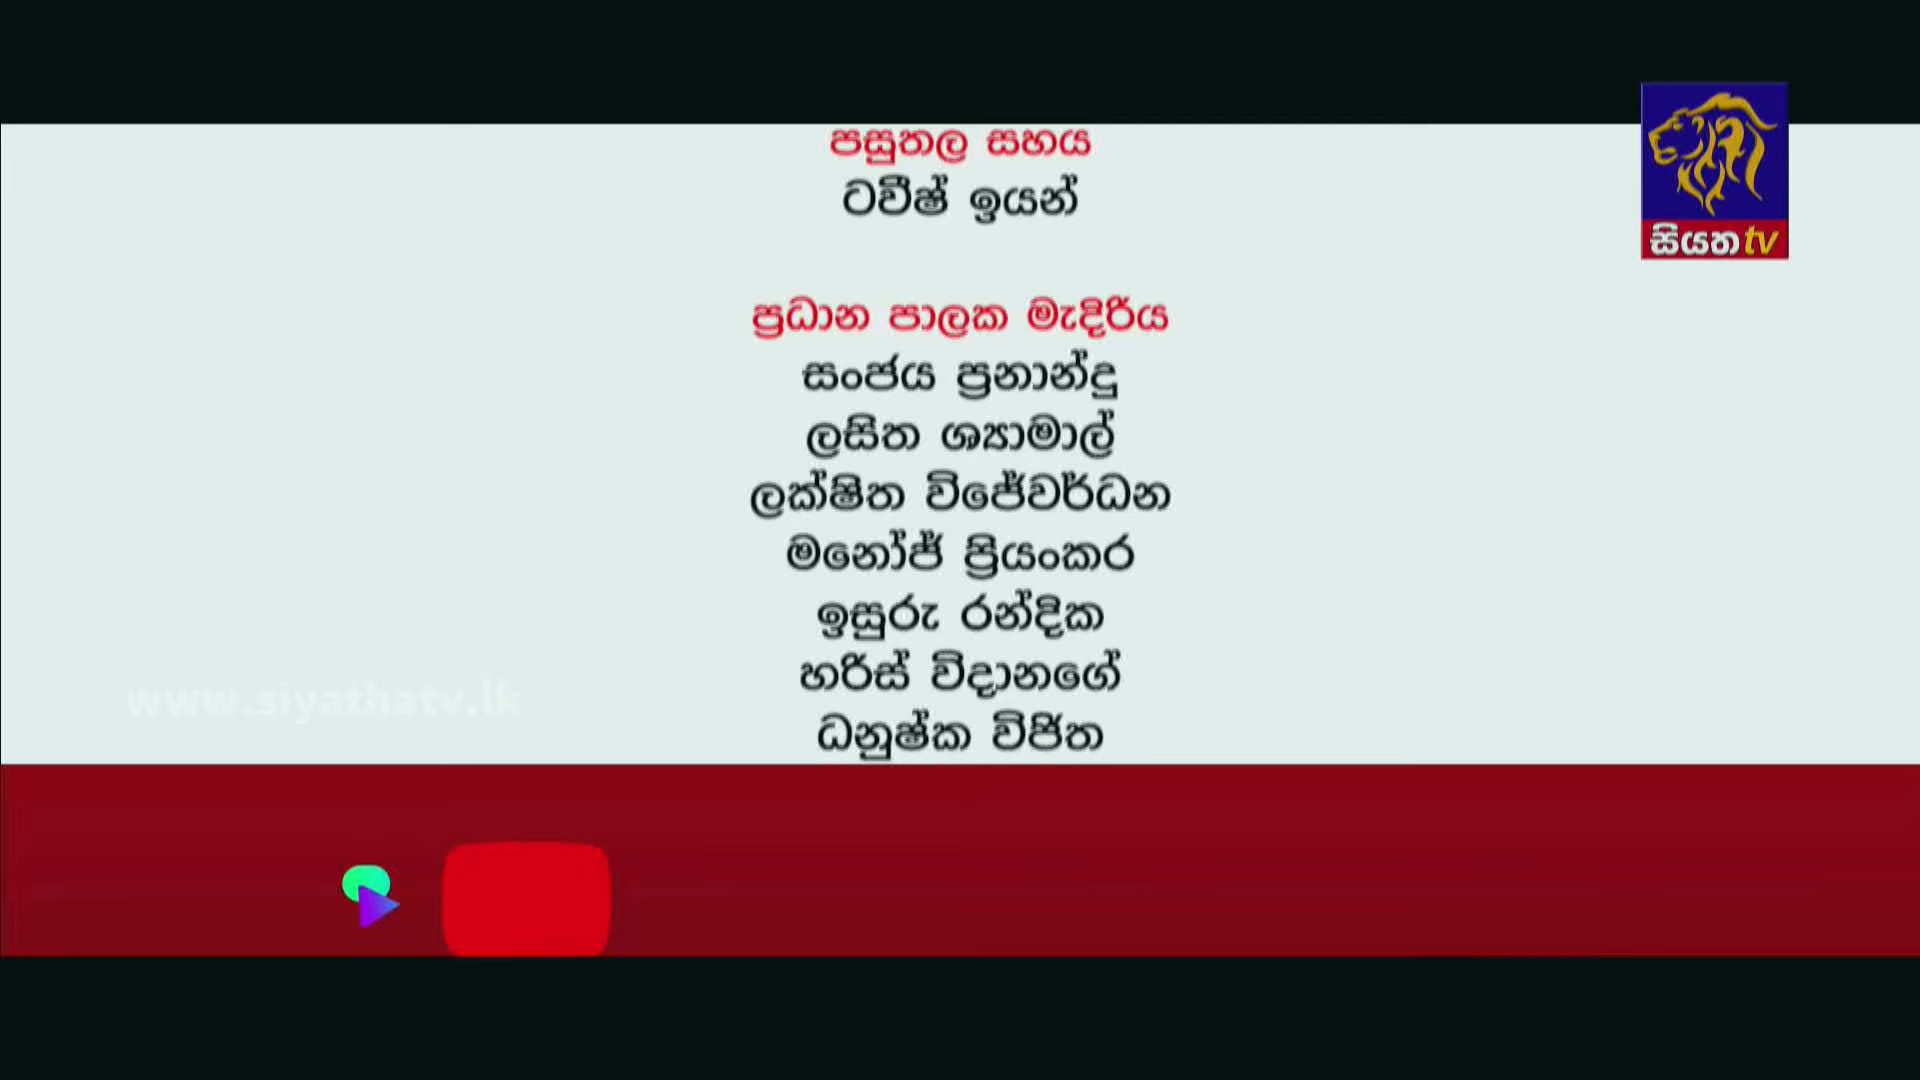 පසුතල සහය
ටවීෂ් ඉයන්
ප්‍රධාන පාලක මැදිරිය
සංජය ප්‍රනාන්දු
ලසිත ශ්‍යාමාල්
ලක්ෂිත විජේවර්ධන
මනෝජ් ප්‍රියංකර
ඉසුරු රන්දික
හරිස් විදානගේ
ධනුෂ්ක විජිත
සියත tv
www.siyathatv.lk